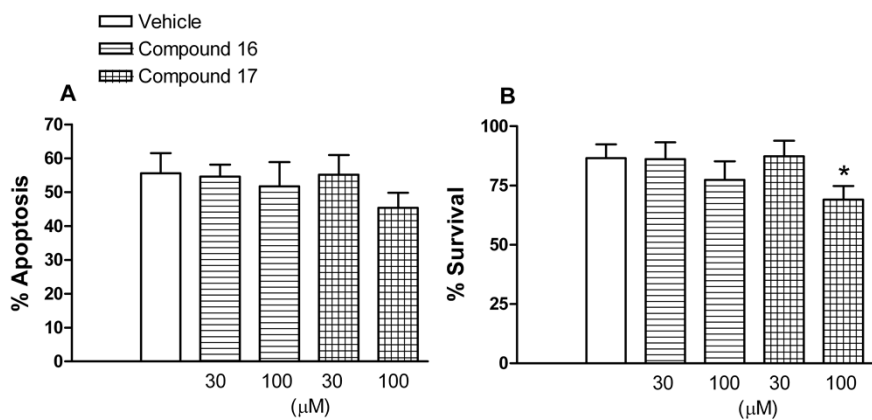 Vehicle
Compound 16
Compound 17
A
% Apoptosis
70
60
50
40
30
20
10
0
30 100 30 100
(µM)
B
% Survival
100
75
50
25
0
*
30 100 30 100
(µM)